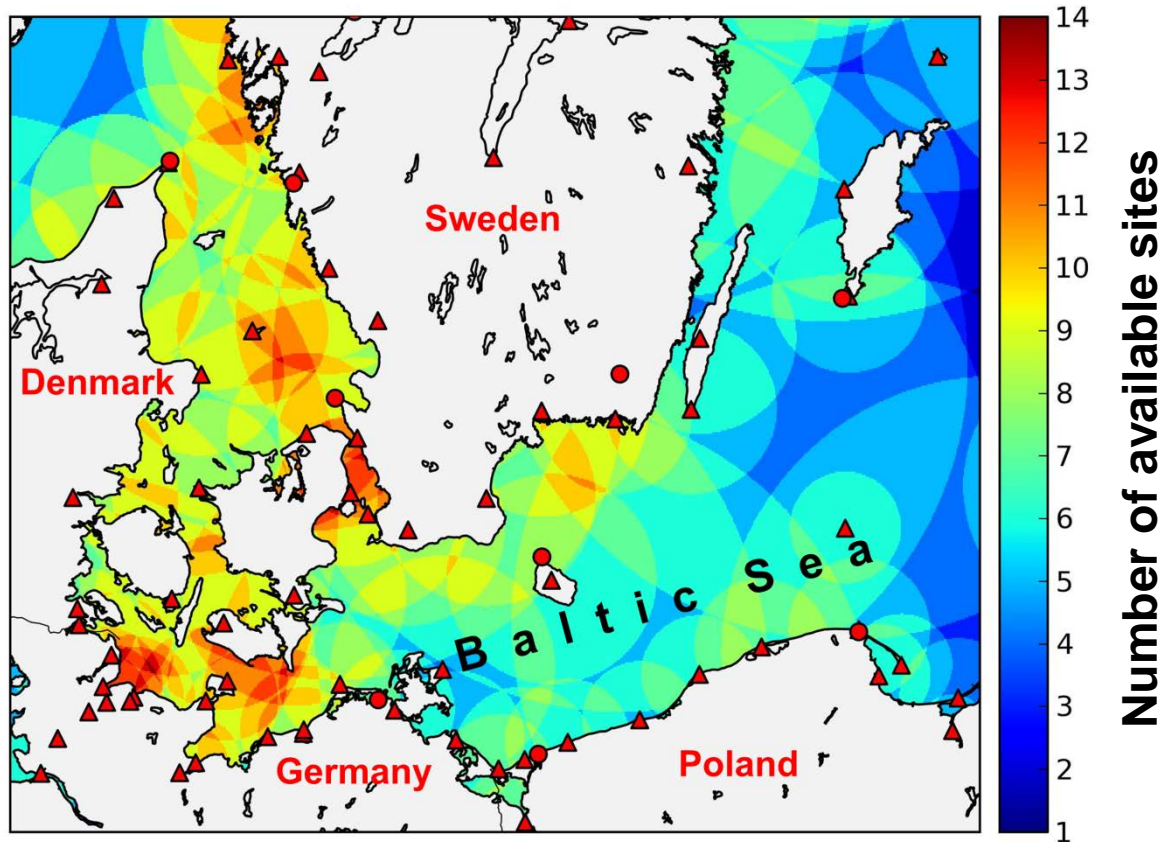 Sweden
Denmark
Baltic Sea
Germany
Poland
14
13
12
11
10
9
8
7
6
5
4
3
2
1
Number of available sites